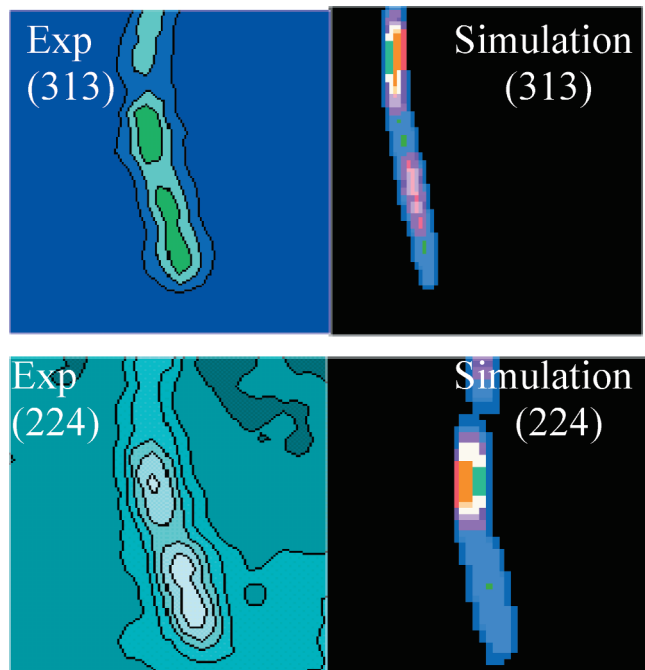 Exp
(313)
Simulation
(313)
Exp
(224)
Simulation
(224)